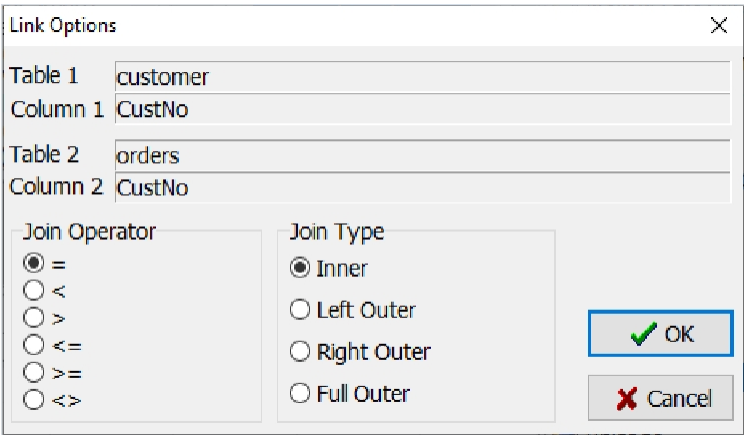 Link Options
Table 1 customer
Column 1 CustNo
Table 2 orders
Column 2 CustNo
Join Operator
=
<
>
<=
>=
<>
Join Type
Inner
Left Outer
Right Outer
Full Outer
OK
Cancel